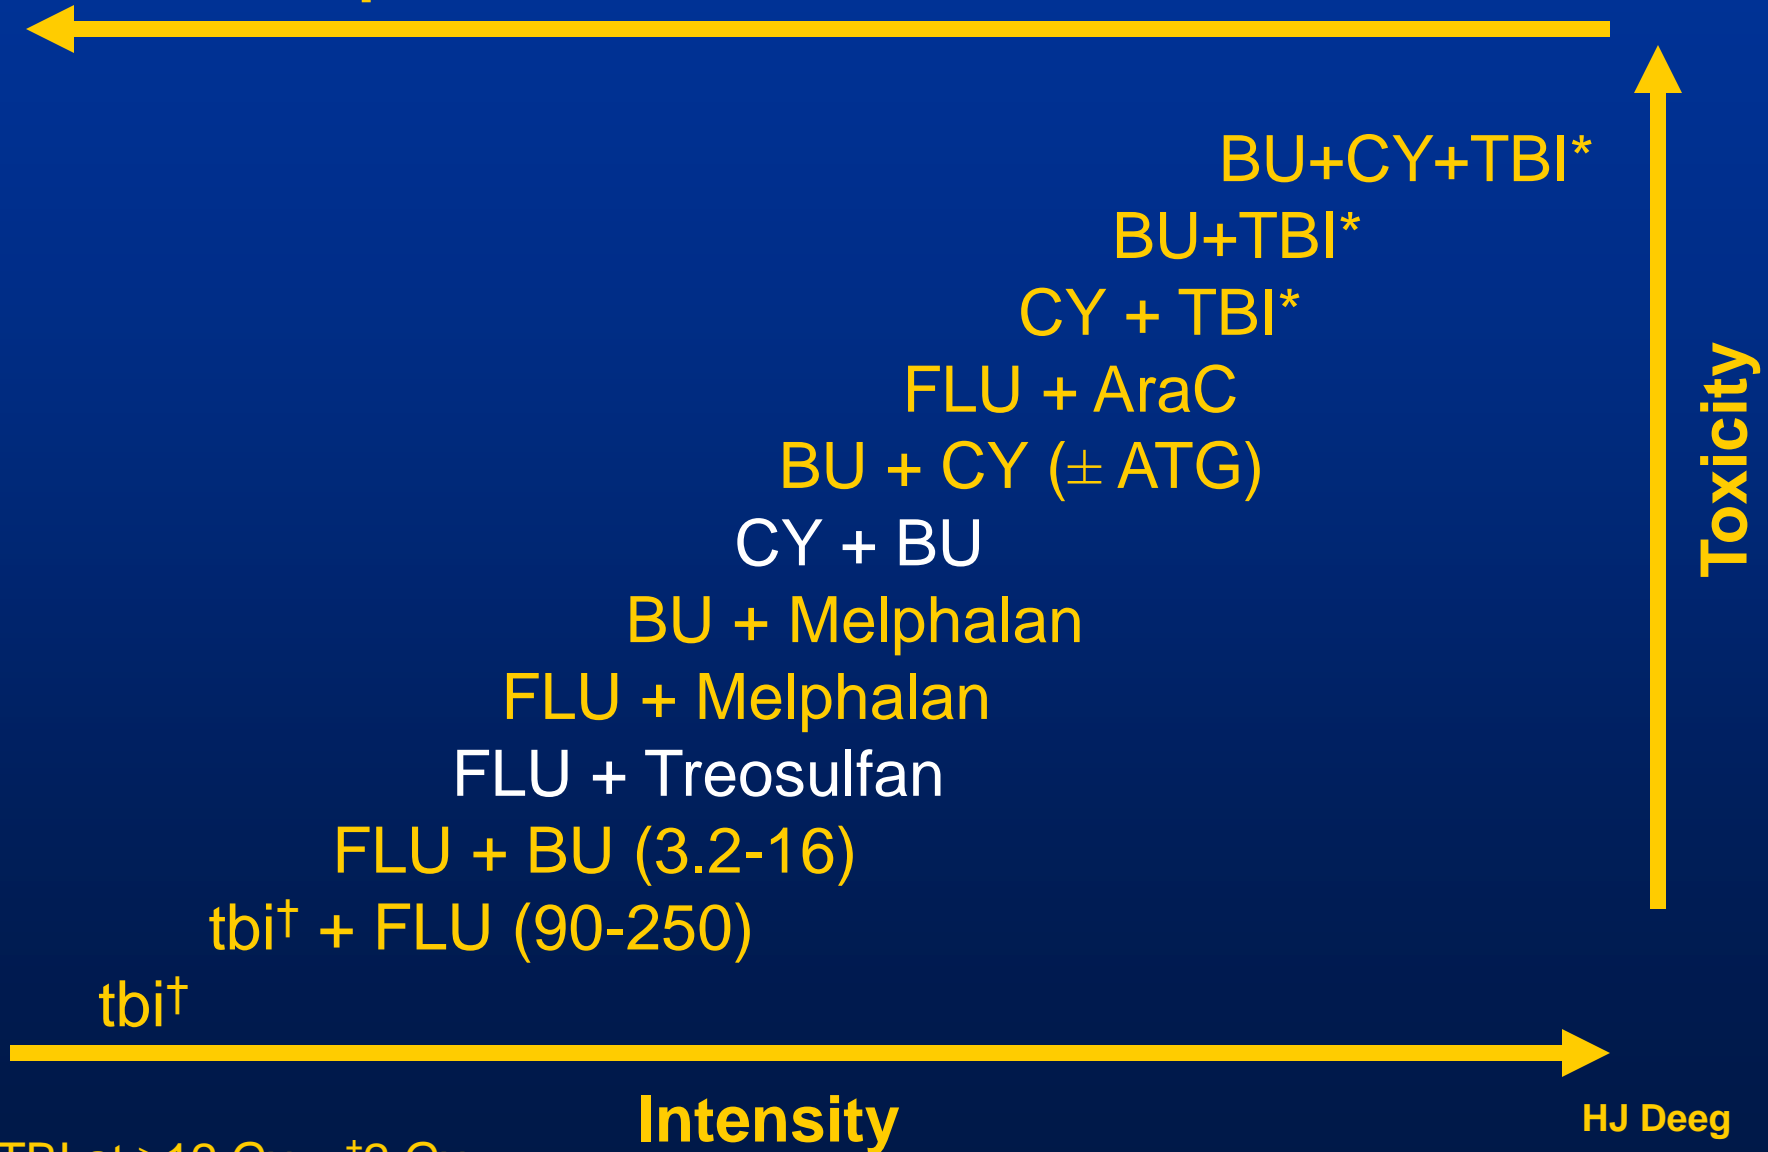 BU+CY+TBI*
BU+TBI*
CY + TBI*
FLU + AraC
BU + CY (± ATG)
CY + BU
BU + Melphalan
FLU + Melphalan
FLU + Treosulfan
FLU + BU (3.2-16)
tbi† + FLU (90-250)
tbi†
Toxicity
Intensity
HJ Deeg